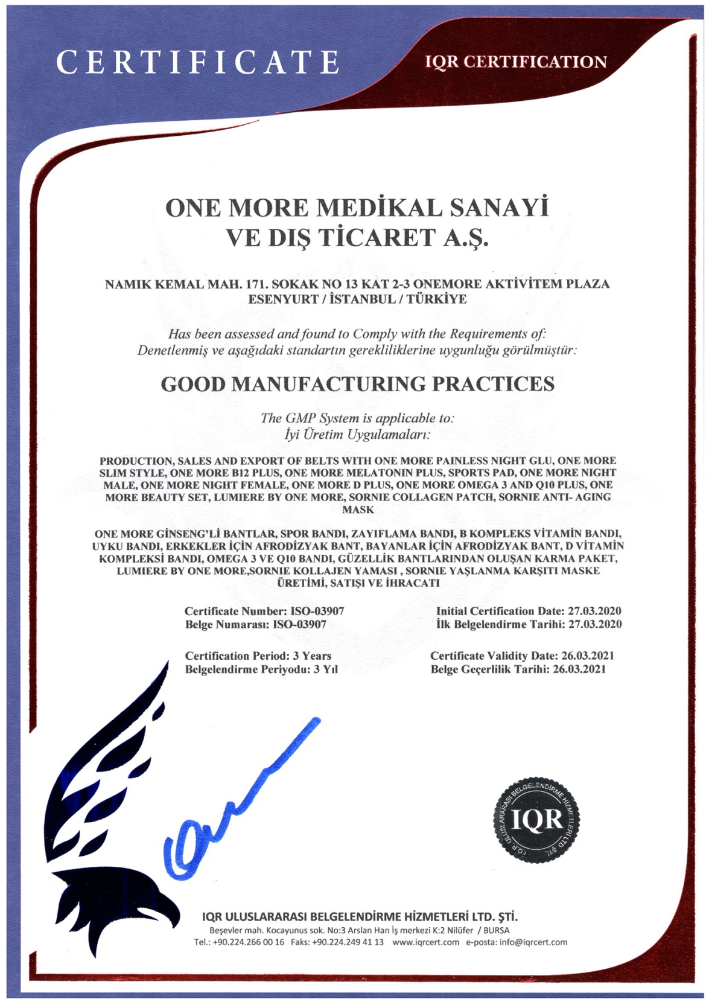 CERTIFICATE
IQR CERTIFICATION
ONE MORE MEDİKAL SANAYİ
VE DIŞ TİCARET A.Ş.
NAMIK KEMAL MAH. 171. SOKAK NO 13 KAT 2-3 ONEMORE AKTİVİTEM PLAZA
ESENYURT / İSTANBUL / TÜRKİYE
Has been assessed and found to Comply with the Requirements of:
Denetlenmiş ve aşağıdaki standartın gerekliliklerine uygunluğu görülmüştür:
GOOD MANUFACTURING PRACTICES
The GMP System is applicable to:
İyi Üretim Uygulamaları:
PRODUCTION, SALES AND EXPORT OF BELTS WITH ONE MORE PAINLESS NIGHT GLU, ONE MORE
SLIM STYLE, ONE MORE B12 PLUS, ONE MORE MELATONIN PLUS, SPORTS PAD, ONE MORE NIGHT
MALE, ONE MORE NIGHT FEMALE, ONE MORE D PLUS, ONE MORE OMEGA 3 AND Q10 PLUS, ONE
MORE BEAUTY SET, LUMIERE BY ONE MORE, SORNIE COLLAGEN PATCH, SORNIE ANTI- AGING
MASK
ONE MORE GİNSENG'Lİ BANTLAR, SPOR BANDI, ZAYIFLAMA BANDI, B KOMPLEKS VİTAMİN BANDI,
UYKU BANDI, ERKEKLER İÇİN AFRODİZYAK BANT, BAYANLAR İÇİN AFRODİZYAK BANT, D VİTAMİN
KOMPLEKSİ BANDI, OMEGA 3 VE Q10 BANDI, GÜZELLİK BANTLARINDAN OLUŞAN KARMA PAKET,
LUMIERE BY ONE MORE,SORNIE KOLLAJEN YAMASI , SORNIE YAŞLANMA KARŞITI MASKE
ÜRETİMİ, SATIŞI VE İHRACATI
Certificate Number: ISO-03907
Belge Numarası: ISO-03907
Initial Certification Date: 27.03.2020
İlk Belgelendirme Tarihi: 27.03.2020
Certification Period: 3 Years
Belgelendirme Periyodu: 3 Yıl
Certificate Validity Date: 26.03.2021
Belge Geçerlilik Tarihi: 26.03.2021
I.Q.R. ULUSLARARASI BELGELENDİRME HİZMETLERİ LTD ŞTİ.
IQR
IQR ULUSLARARASI BELGELENDİRME HİZMETLERİ LTD. ŞTİ.
Beşevler mah. Kocayunus sok. No:3 Arslan Han İş merkezi K:2 Nilüfer / BURSA
Tel.: +90.224.266 00 16 Faks: +90.224.249 41 13 www.iqrcert.com e-posta: info@iqrcert.com